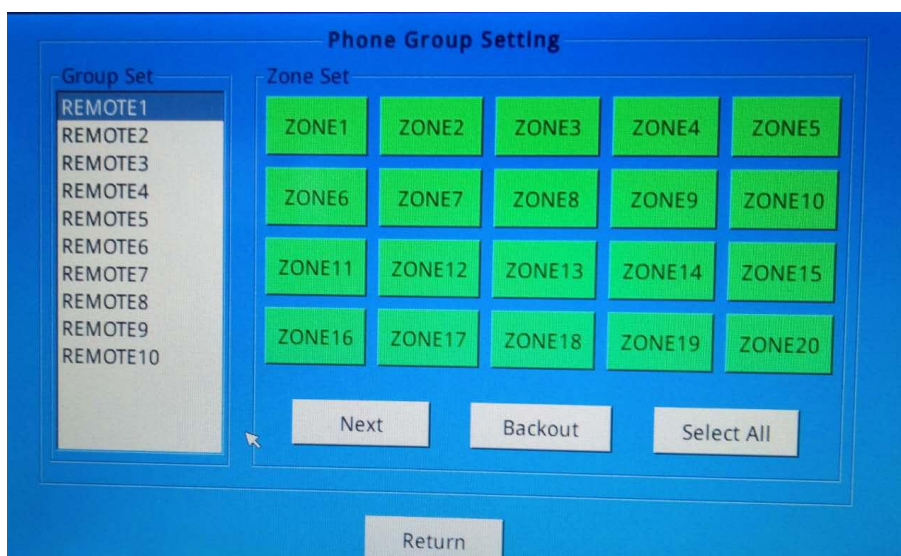 Phone Group Setting
Group Set
REMOTE1
REMOTE2
REMOTE3
REMOTE4
REMOTE5
REMOTE6
REMOTE7
REMOTE8
REMOTE9
REMOTE10
Zone Set
ZONE1 ZONE2 ZONE3 ZONE4 ZONE5
ZONE6 ZONE7 ZONE8 ZONE9 ZONE10
ZONE11 ZONE12 ZONE13 ZONE14 ZONE15
ZONE16 ZONE17 ZONE18 ZONE19 ZONE20
Next Backout Select All
Return